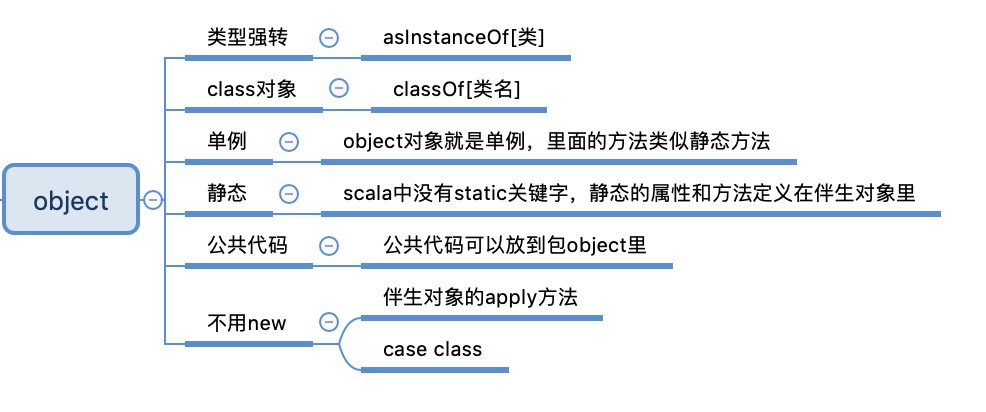 object
类型强转
asInstanceOf[类]
class对象
classOf[类名]
单例
object对象就是单例，里面的方法类似静态方法
静态
scala中没有static关键字，静态的属性和方法定义在伴生对象里
公共代码
公共代码可以放到包object里
不用new
伴生对象的apply方法
case class